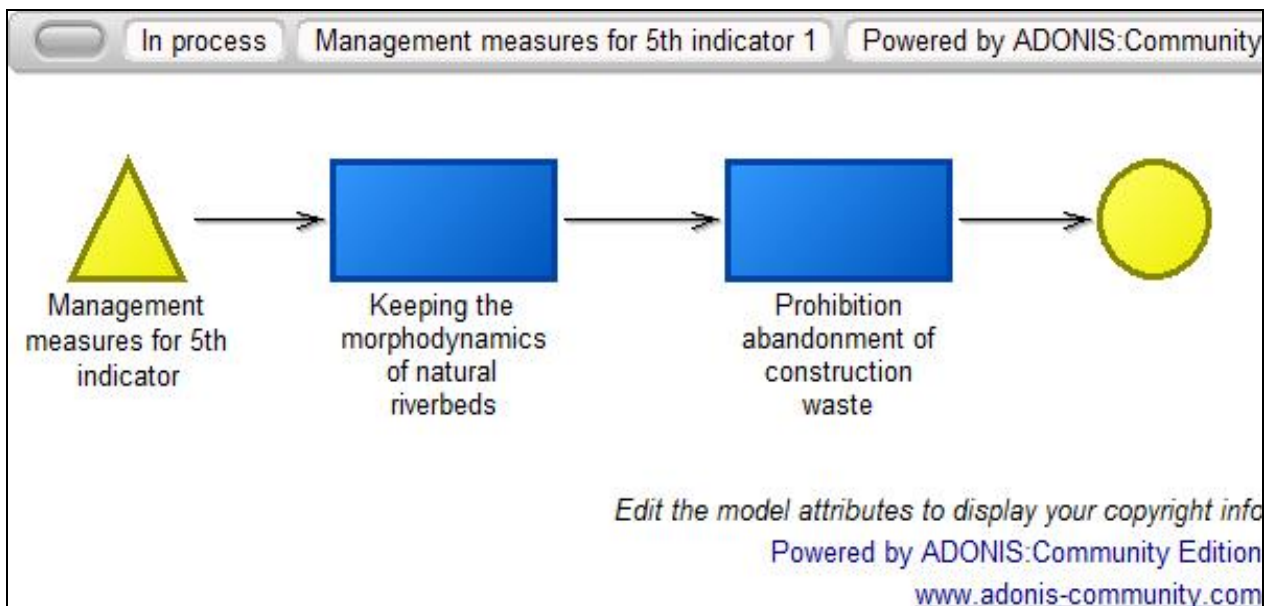 In process Management measures for 5th indicator 1 Powered by ADONIS:Community
Management
measures for 5th
indicator
Keeping the
morphodynamics
of natural
riverbeds
Prohibition
abandonment of
construction
waste
Edit the model attributes to display your copyright info
Powered by ADONIS:Community Edition
www.adonis-community.com